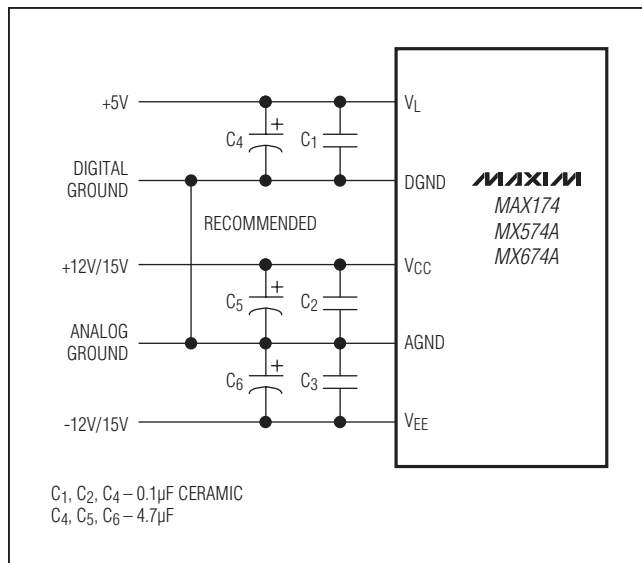 +5V
C4
+
C1
VL
DIGITAL
GROUND
DGND
MAXIM
MAX174
MX574A
MX674A
RECOMMENDED
+12V/15V
C5
+
C2
VCC
ANALOG
GROUND
AGND
C6
+
C3
-12V/15V
VEE
C1, C2, C4 – 0.1µF CERAMIC
C4, C5, C6 – 4.7µF